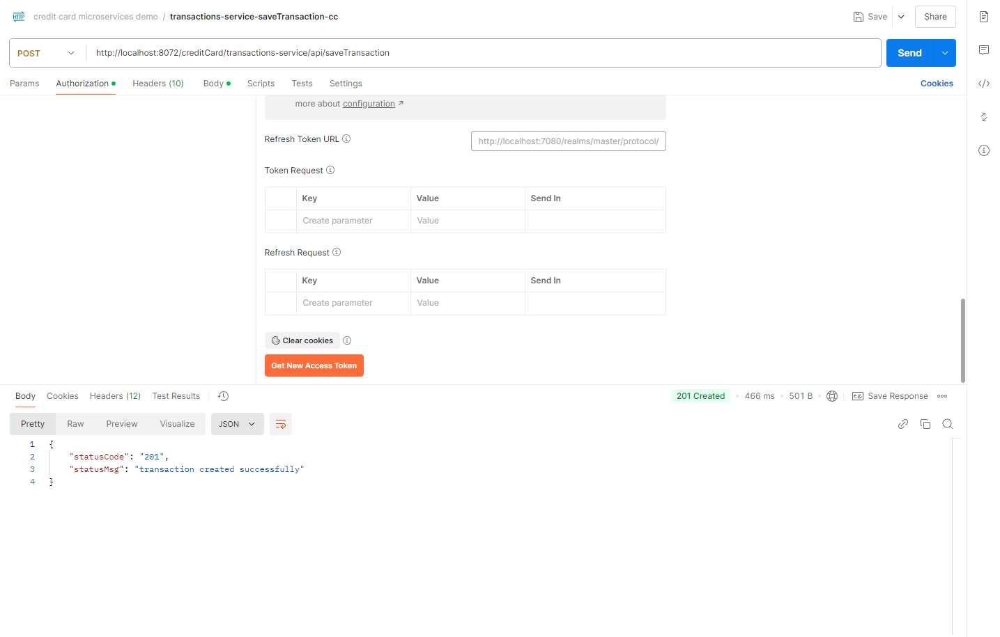 HTTP credit card microservices demo / transactions-service-saveTransaction-cc Save Share
POST http://localhost:8072/creditCard/transactions-service/api/saveTransaction Send
Params Authorization Headers (10) Body Scripts Tests Settings Cookies
more about configuration ↗
Refresh Token URL http://localhost:7080/realms/master/protocol/
Token Request
Key Value Send In
Create parameter Value
Refresh Request
Key Value Send In
Create parameter Value
Clear cookies
Get New Access Token
Body Cookies Headers (12) Test Results 201 Created 466 ms 501 B e.g. Save Response
Pretty Raw Preview Visualize JSON
1 {
2 "statusCode": "201",
3 "statusMsg": "transaction created successfully"
4 }